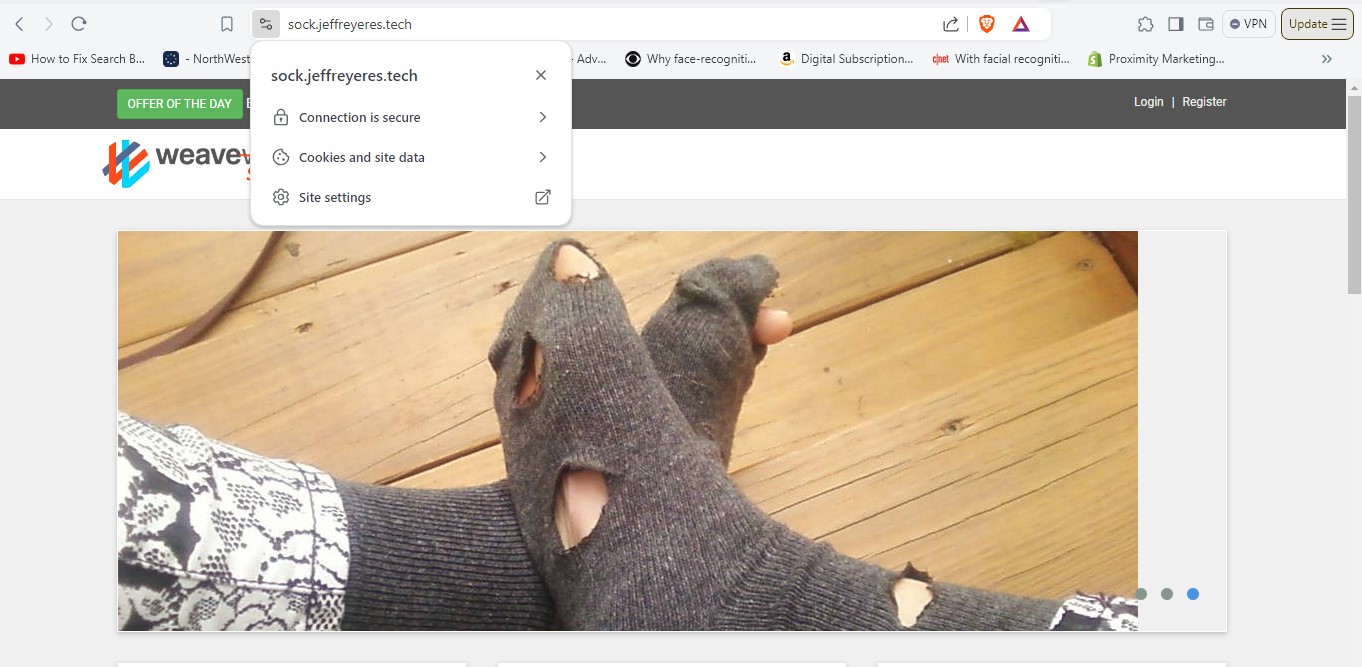 sock.jeffreyeres.tech
VPN
Update
How to Fix Search B...
- NorthWest
- Adv...
Why face-recogniti...
Digital Subscription...
c|net With facial recogniti...
Proximity Marketing...
sock.jeffreyeres.tech
Connection is secure
Cookies and site data
Site settings
OFFER OF THE DAY
Login | Register
weavew